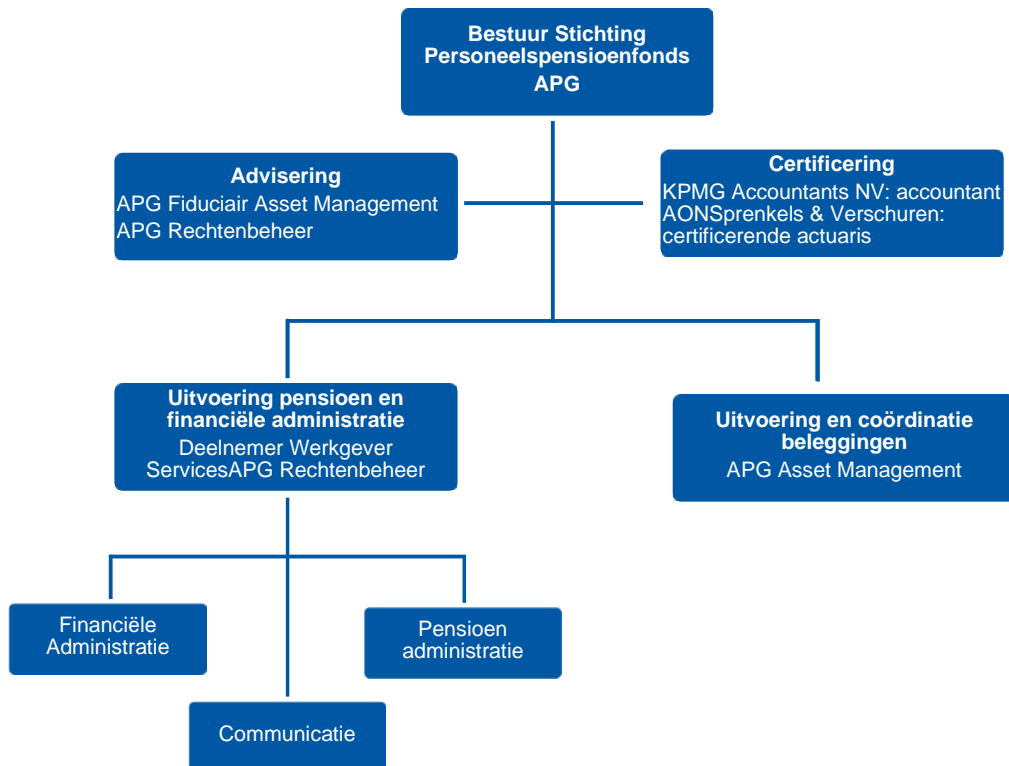 Bestuur Stichting
Personeelspensioenfonds
APG
Advisering
APG Fiduciair Asset Management
APG Rechtenbeheer
Certificering
KPMG Accountants NV: accountant
AONSprenkels & Verschuren:
certificerende actuaris
Uitvoering pensioen en
financiële administratie
Deelnemer Werkgever
ServicesAPG Rechtenbeheer
Uitvoering en coördinatie
beleggingen
APG Asset Management
Financiële
Administratie
Pensioen
administratie
Communicatie